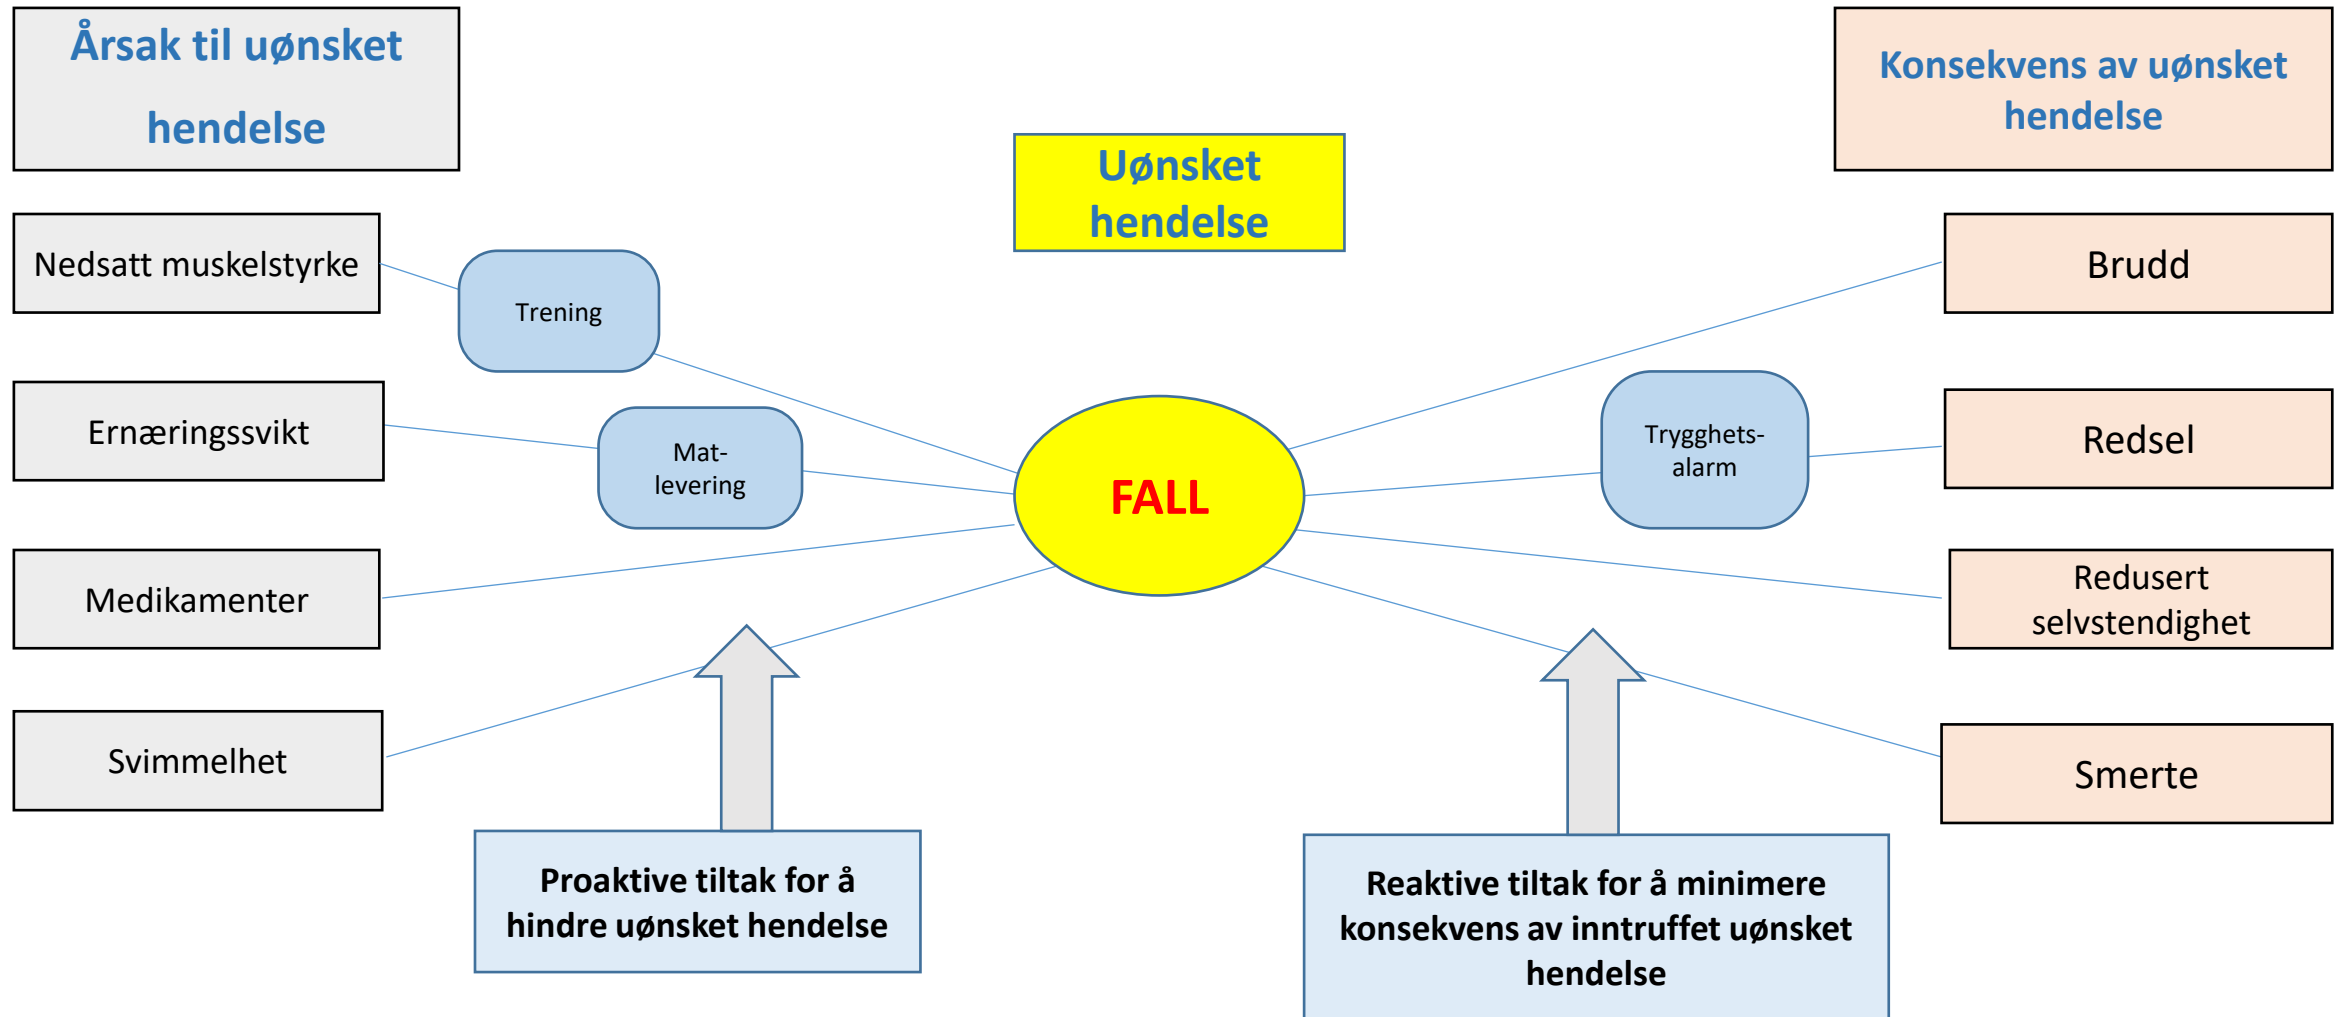 Årsak til uønsket
hendelse
Uønsket
hendelse
Konsekvens av uønsket
hendelse
Nedsatt muskelstyrke
Ernæringssvikt
Medikamenter
Svimmelhet
Trening
Mat-
levering
FALL
Trygghets-
alarm
Brudd
Redsel
Redusert
selvstendighet
Smerte
Proaktive tiltak for å
hindre uønsket hendelse
Reaktive tiltak for å minimere
konsekvens av inntruffet uønsket
hendelse